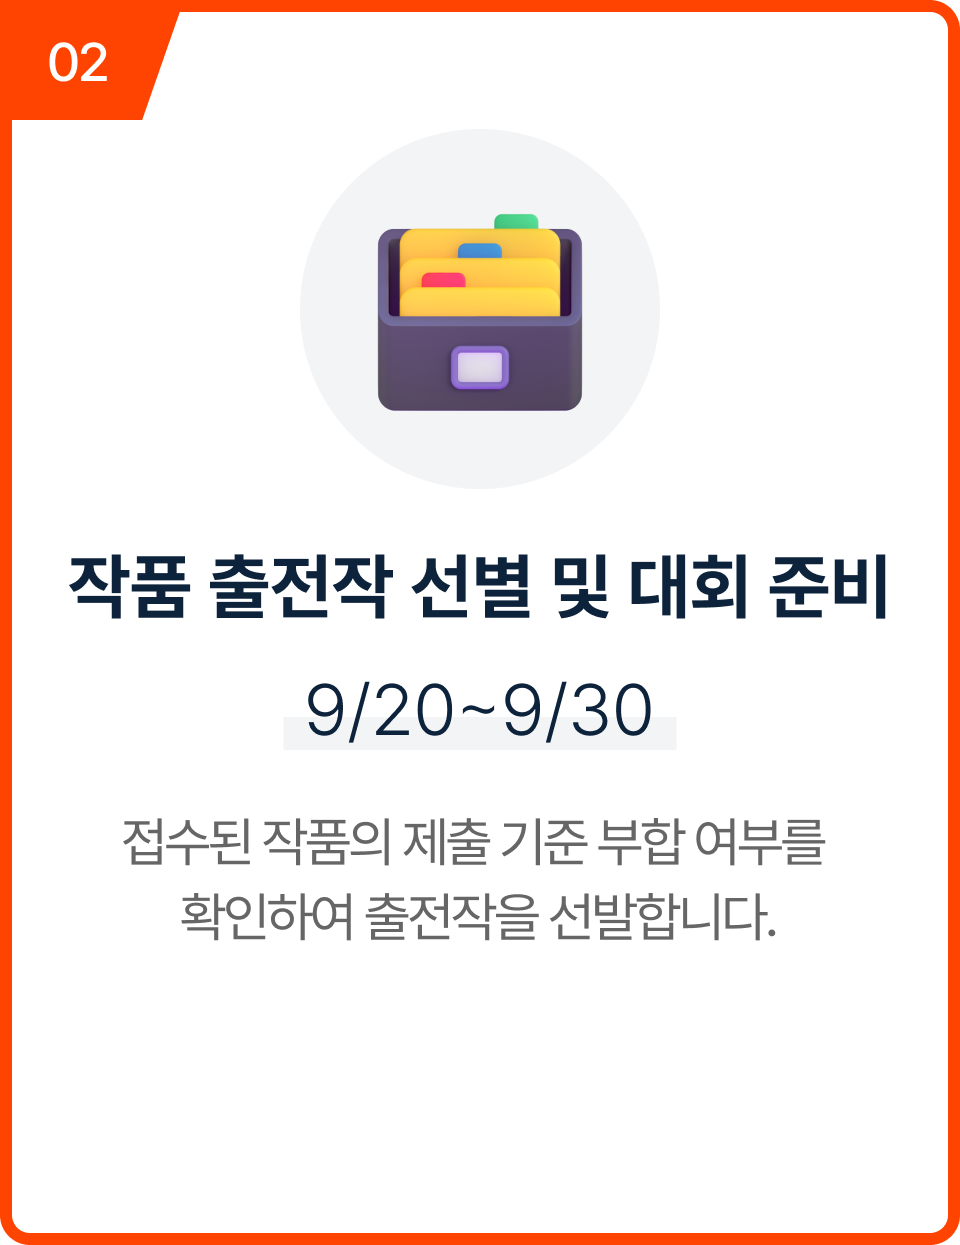 02
작품 출전작 선별 및 대회 준비
9/20~9/30
접수된 작품의 제출 기준 부합 여부를
확인하여 출전작을 선발합니다.